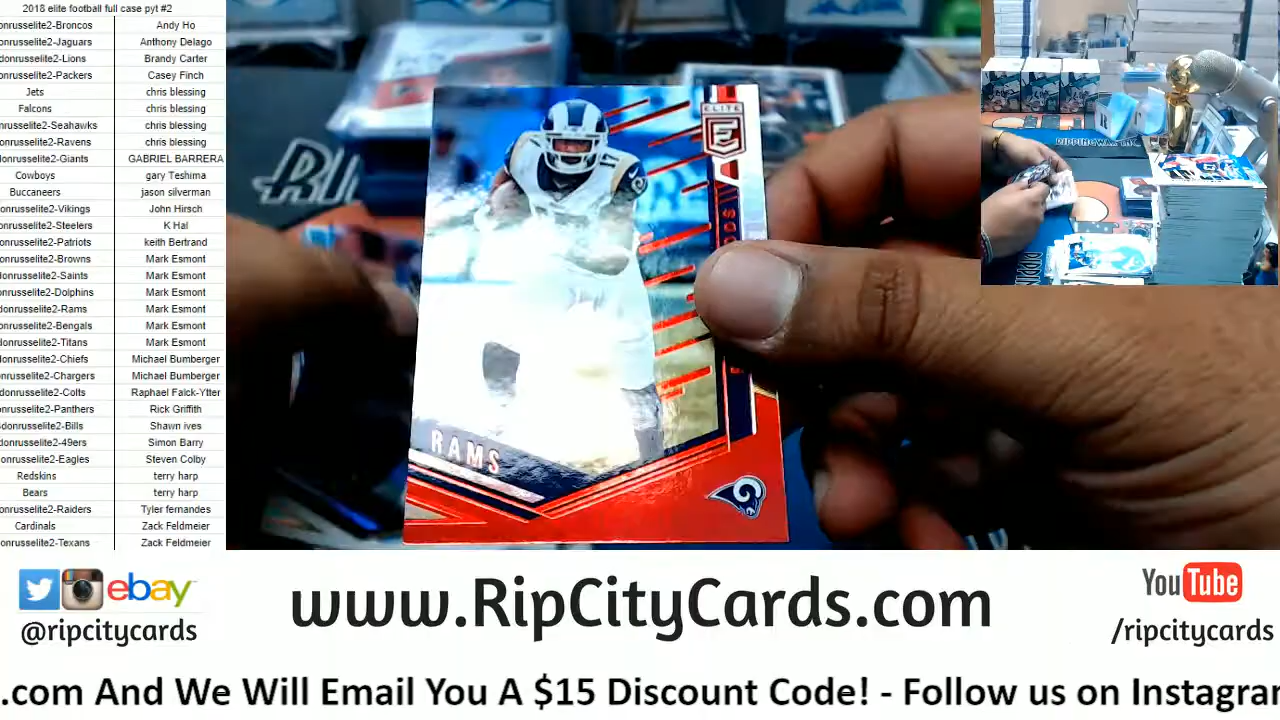 2018 elite football full case pyt #2
onrusselite2-Broncos Andy Ho
onrusselite2-Jaguars Anthony Delago
donrusselite2-Lions Brandy Carter
onrusselite2-Packers Casey Finch
Jets chris blessing
Falcons chris blessing
nrusselite2-Seahawks chris blessing
onrusselite2-Ravens chris blessing
donrusselite2-Giants GABRIEL BARRERA
Cowboys gary Teshima
Buccaneers jason silverman
onrusselite2-Vikings John Hirsch
onrusselite2-Steelers K Hal
onrusselite2-Patriots keith Bertrand
onrusselite2-Browns Mark Esmont
donrusselite2-Saints Mark Esmont
onrusselite2-Dolphins Mark Esmont
donrusselite2-Rams Mark Esmont
onrusselite2-Bengals Mark Esmont
donrusselite2-Titans Mark Esmont
onrusselite2-Chiefs Michael Bumberger
onrusselite2-Chargers Michael Bumberger
donrusselite2-Colts Raphael Falck-Ytter
onrusselite2-Panthers Rick Griffith
donrusselite2-Bills Shawn ives
donrusselite2-49ers Simon Barry
onrusselite2-Eagles Steven Colby
Redskins terry harp
Bears terry harp
onrusselite2-Raiders Tyler fernandes
Cardinals Zack Feldmeier
onrusselite2-Texans Zack Feldmeier
ELITE
E
17
RAMS
RIPPINGWAX
ebay
@ripcitycards
www.RipCityCards.com
YouTube
/ripcitycards
.com And We Will Email You A $15 Discount Code! - Follow us on Instagram